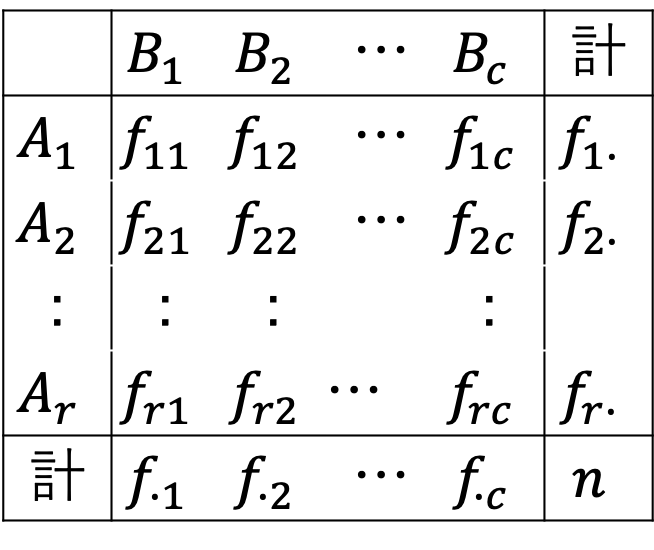 B₁ B₂ ⋯ B_c 計
A₁ f₁₁ f₁₂ ⋯ f₁c f₁.
A₂ f₂₁ f₂₂ ⋯ f₂c f₂.
: : : :
A_r f_r1 f_r2 ⋯ f_rc f_r.
計 f.₁ f.₂ ⋯ f.c n